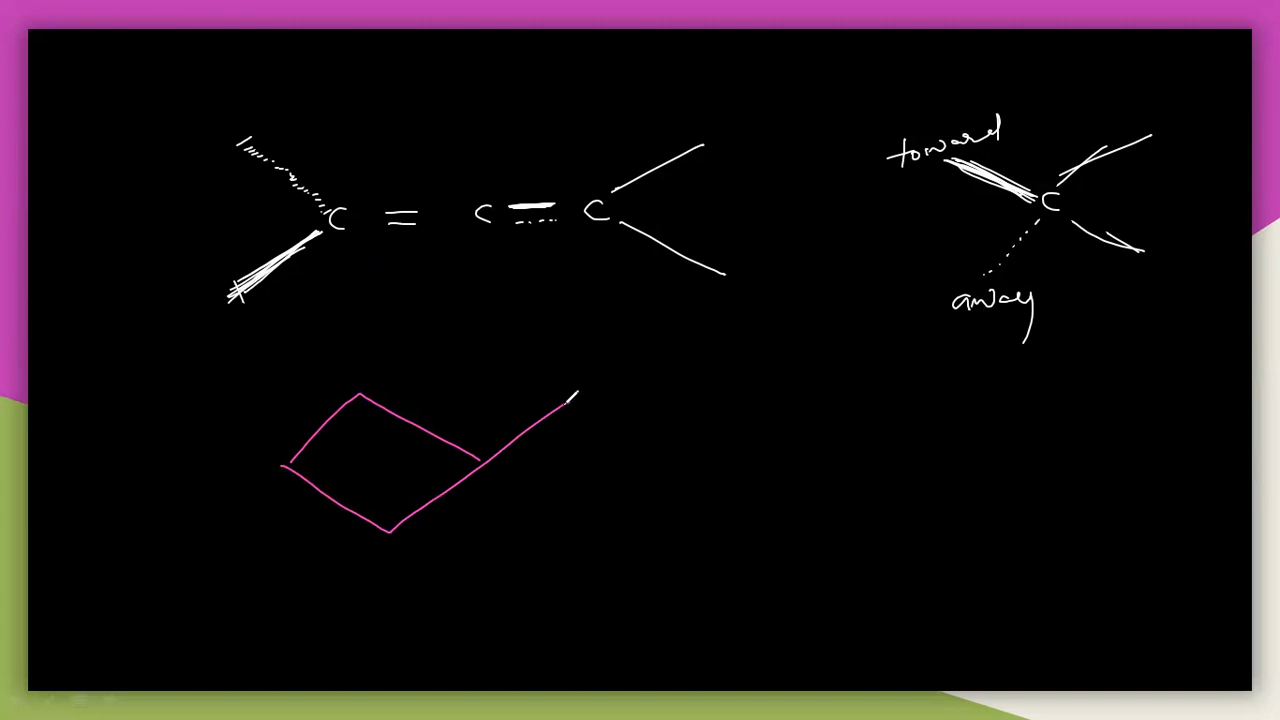 C = C = C
toward
C
away